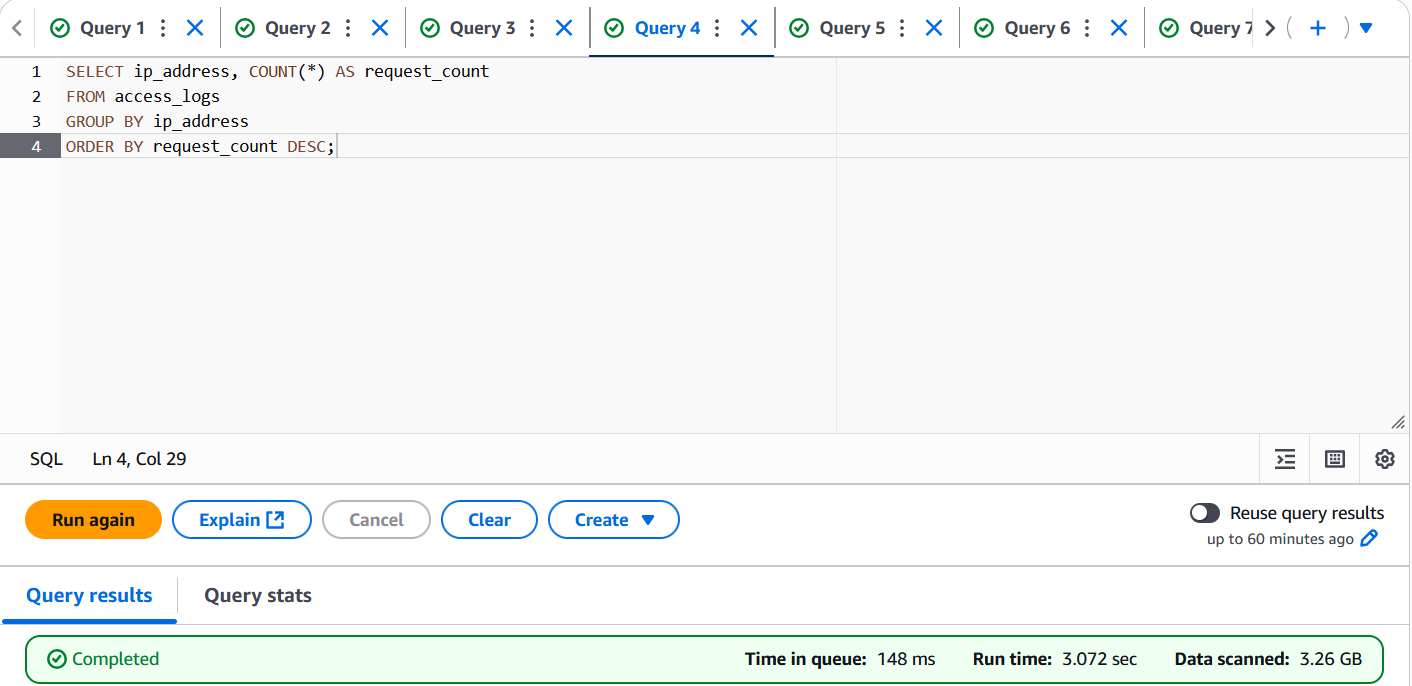 Query 1 Query 2 Query 3 Query 4 Query 5 Query 6 Query 7
1 SELECT ip_address, COUNT(*) AS request_count
2 FROM access_logs
3 GROUP BY ip_address
4 ORDER BY request_count DESC;
SQL Ln 4, Col 29
Run again Explain Cancel Clear Create Reuse query results
up to 60 minutes ago
Query results Query stats
Completed Time in queue: 148 ms Run time: 3.072 sec Data scanned: 3.26 GB